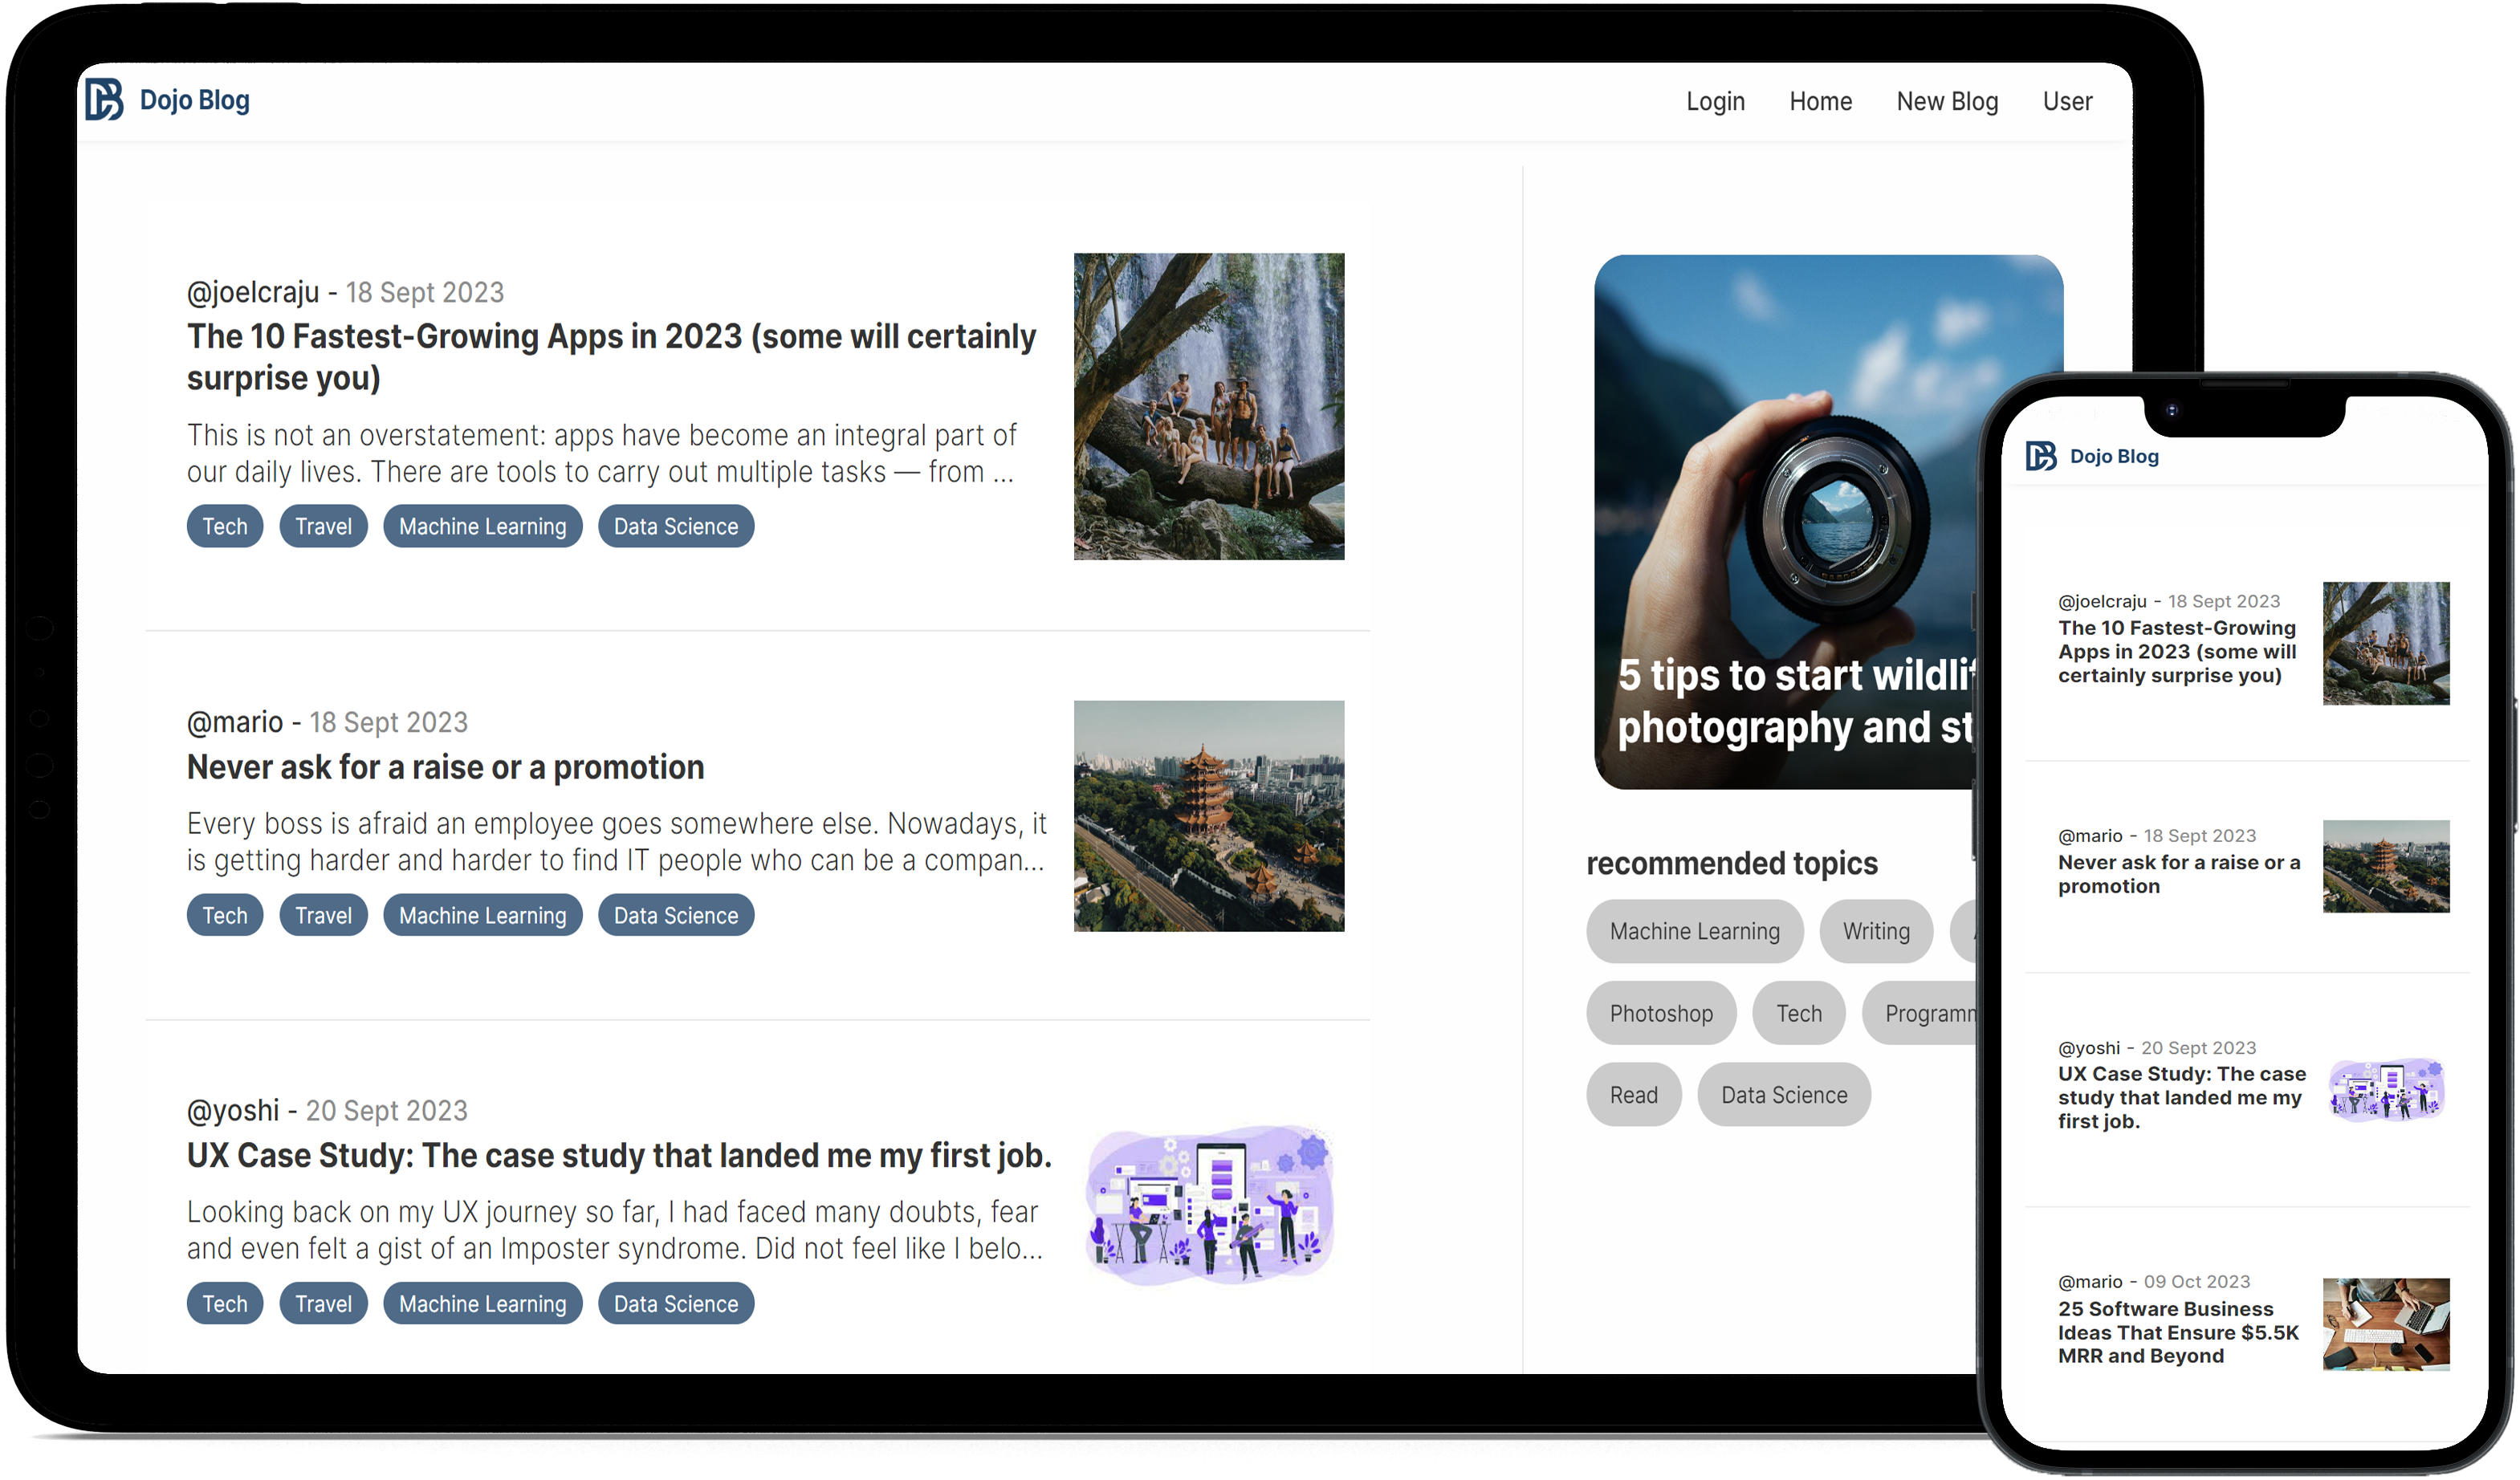 Dojo Blog
Login Home New Blog User
@joelcraju - 18 Sept 2023
The 10 Fastest-Growing Apps in 2023 (some will certainly
surprise you)
This is not an overstatement: apps have become an integral part of
our daily lives. There are tools to carry out multiple tasks — from ...
Tech Travel Machine Learning Data Science
@mario - 18 Sept 2023
Never ask for a raise or a promotion
Every boss is afraid an employee goes somewhere else. Nowadays, it
is getting harder and harder to find IT people who can be a compan...
Tech Travel Machine Learning Data Science
@yoshi - 20 Sept 2023
UX Case Study: The case study that landed me my first job.
Looking back on my UX journey so far, I had faced many doubts, fear
and even felt a gist of an Imposter syndrome. Did not feel like I belo...
Tech Travel Machine Learning Data Science
5 tips to start wildlif
photography and st
recommended topics
Machine Learning Writing
Photoshop Tech Program
Read Data Science
Dojo Blog
@joelcraju - 18 Sept 2023
The 10 Fastest-Growing
Apps in 2023 (some will
certainly surprise you)
@mario - 18 Sept 2023
Never ask for a raise or a
promotion
@yoshi - 20 Sept 2023
UX Case Study: The case
study that landed me my
first job.
@mario - 09 Oct 2023
25 Software Business
Ideas That Ensure $5.5K
MRR and Beyond